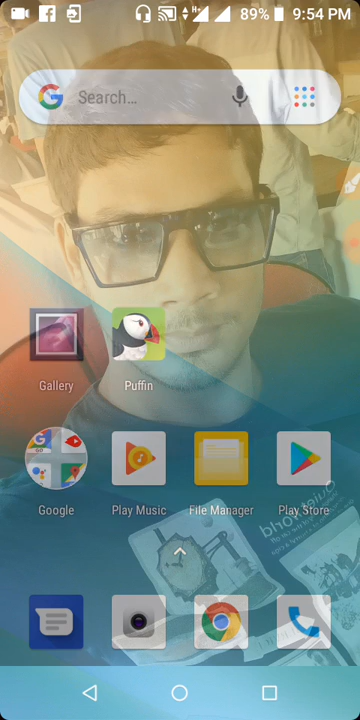 H+
89% 9:54 PM
Search...
Gallery Puffin
Google Play Music File Manager Play Store